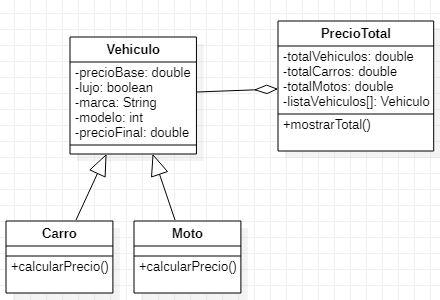 Vehiculo
-precioBase: double
-lujo: boolean
-marca: String
-modelo: int
-precioFinal: double
PrecioTotal
-totalVehiculos: double
-totalCarros: double
-totalMotos: double
-listaVehiculos[]: Vehiculo
+mostrarTotal()
Carro
+calcularPrecio()
Moto
+calcularPrecio()